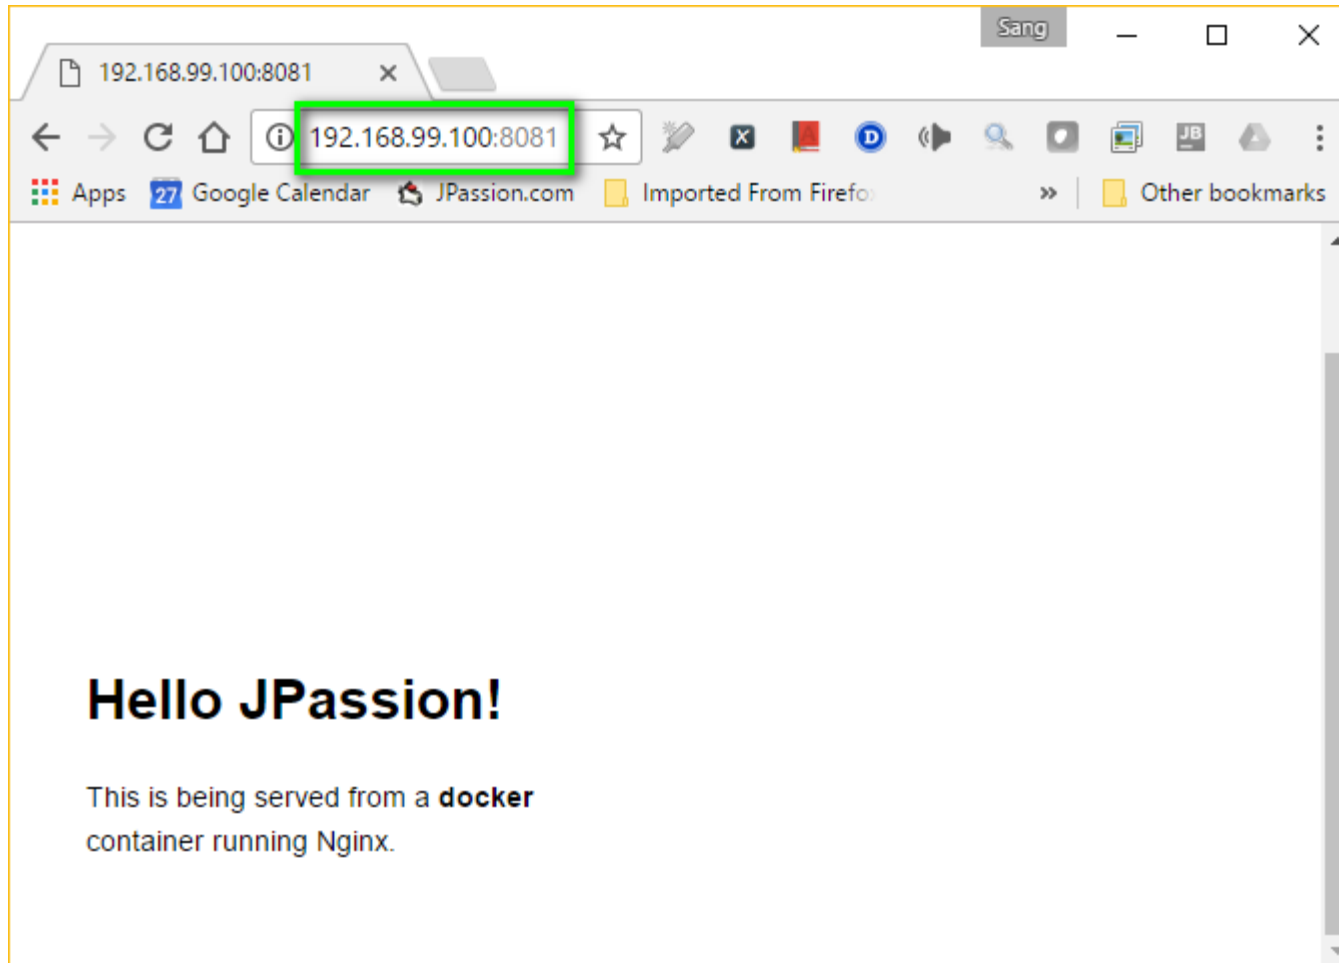 Sang
192.168.99.100:8081
192.168.99.100:8081
Apps 27 Google Calendar JPassion.com Imported From Firefo Other bookmarks
Hello JPassion!
This is being served from a docker
container running Nginx.